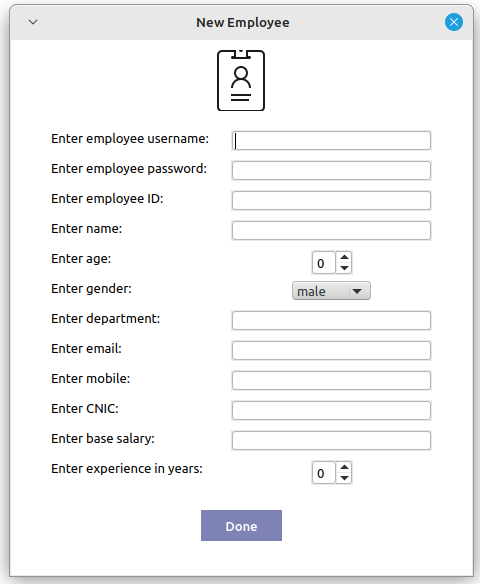 New Employee
Enter employee username:
Enter employee password:
Enter employee ID:
Enter name:
Enter age: 0
Enter gender: male
Enter department:
Enter email:
Enter mobile:
Enter CNIC:
Enter base salary:
Enter experience in years: 0
Done